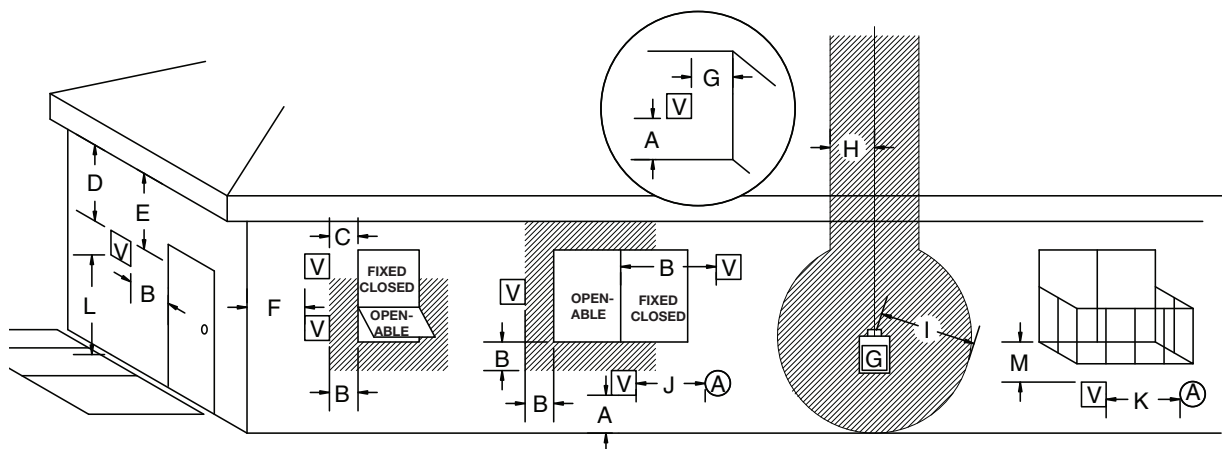 G
V
A
H
D
E
C
V
V
FIXED
CLOSED
OPEN-
ABLE
B
L
F
V
B
V
OPEN-
ABLE
FIXED
CLOSED
B
V
B
B
V
J
A
A
I
G
M
V
K
A